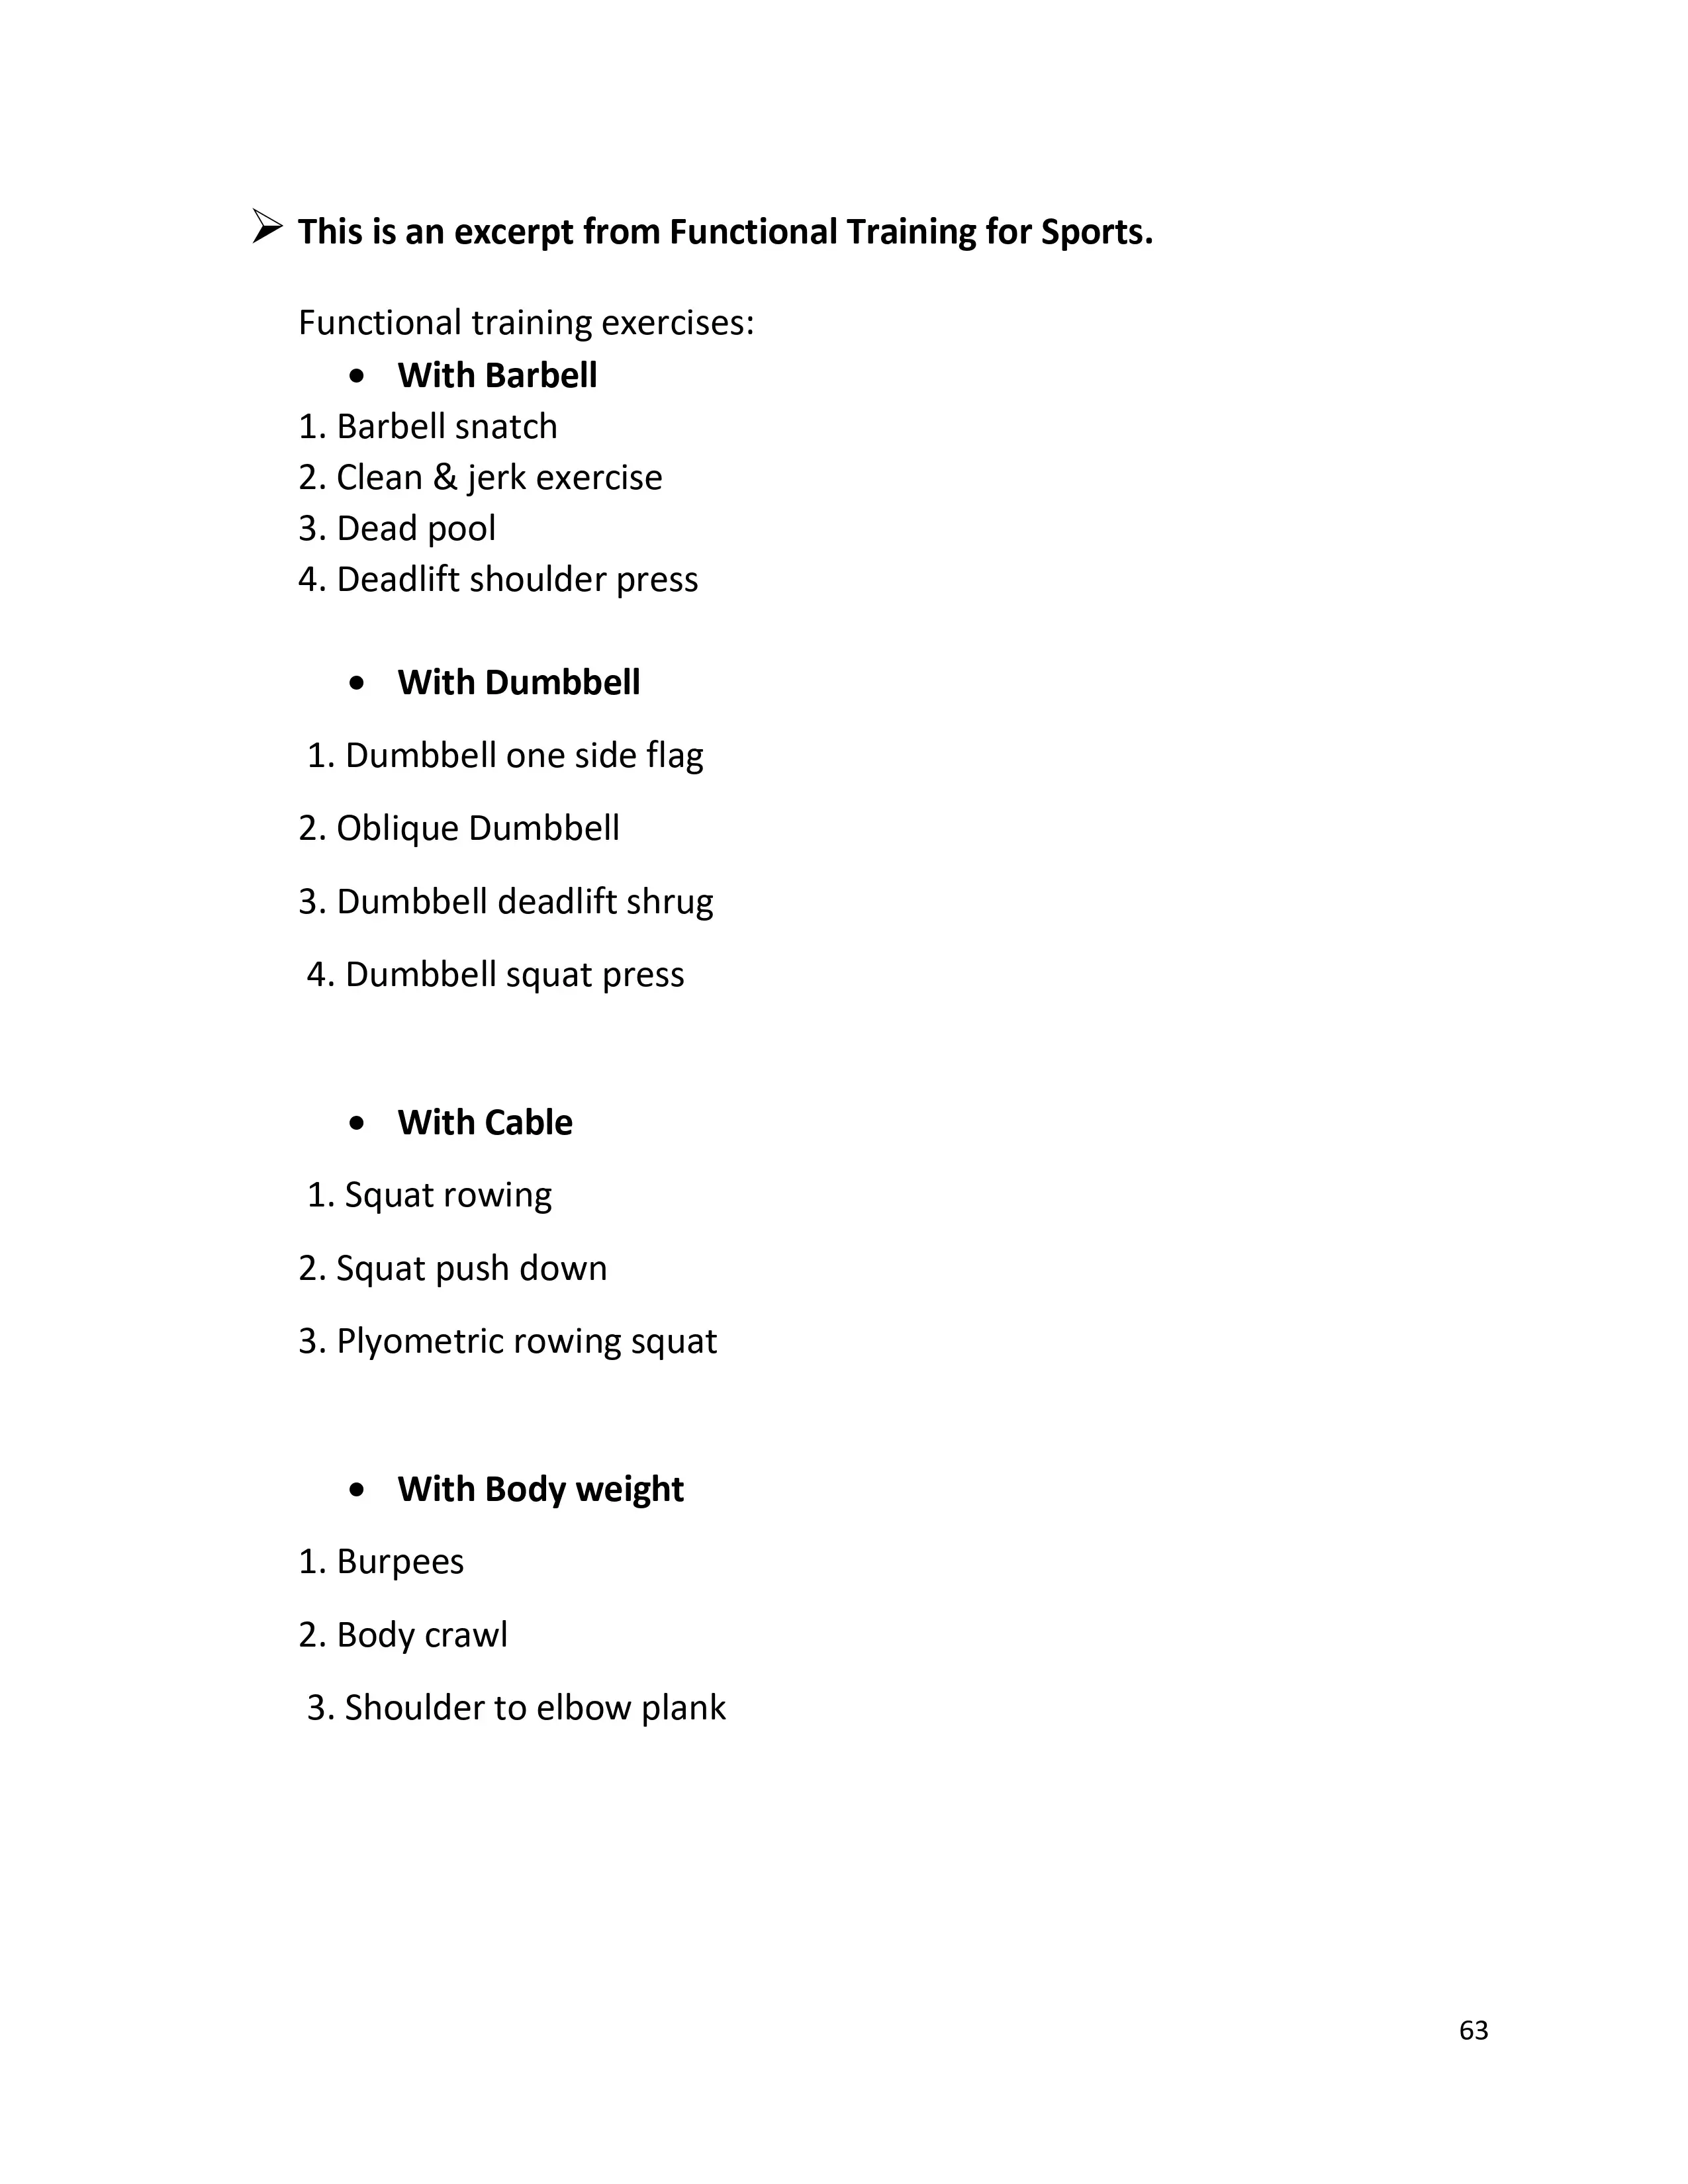 ➢ This is an excerpt from Functional Training for Sports.
Functional training exercises:
• With Barbell
1. Barbell snatch
2. Clean & jerk exercise
3. Dead pool
4. Deadlift shoulder press
• With Dumbbell
1. Dumbbell one side flag
2. Oblique Dumbbell
3. Dumbbell deadlift shrug
4. Dumbbell squat press
• With Cable
1. Squat rowing
2. Squat push down
3. Plyometric rowing squat
• With Body weight
1. Burpees
2. Body crawl
3. Shoulder to elbow plank
63